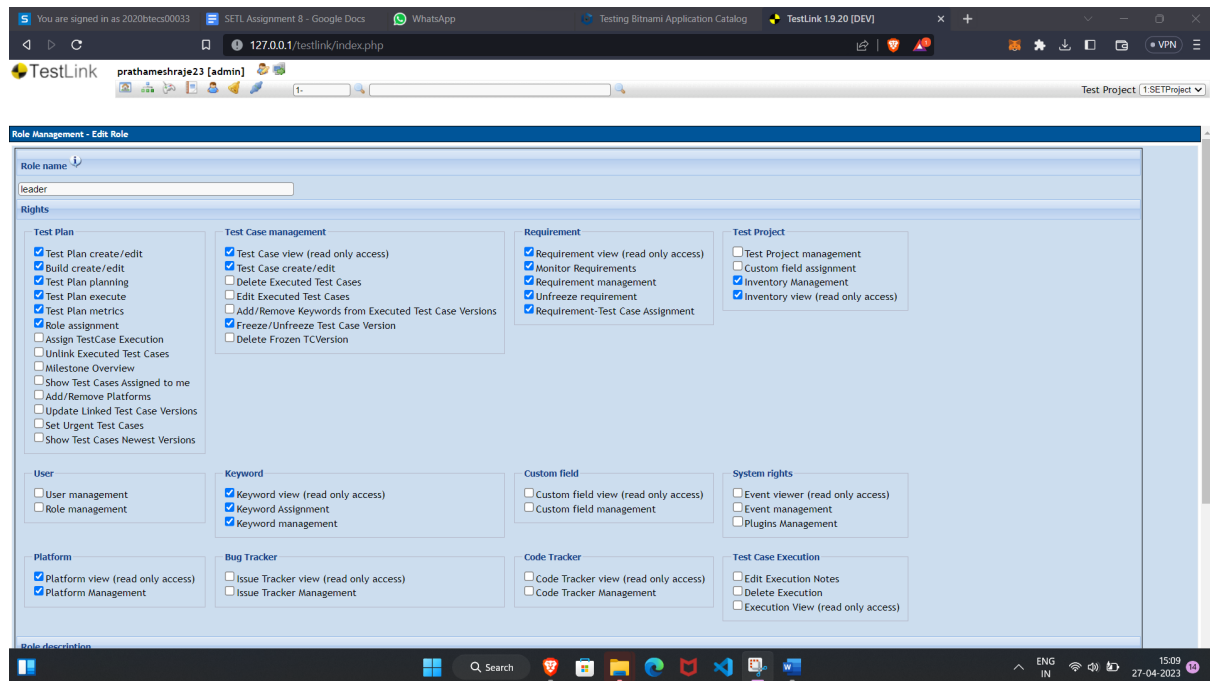 You are signed in as 2020btecs00033
SETL Assignment 8 - Google Docs
WhatsApp
Testing Bitnami Application Catalog
TestLink 1.9.20 [DEV]
127.0.0.1/testlink/index.php
VPN
TestLink
prathameshraje23 [admin]
1-
Test Project
1:SETProject
Role Management - Edit Role
Role name
leader
Rights
Test Plan
Test Plan create/edit
Build create/edit
Test Plan planning
Test Plan execute
Test Plan metrics
Role assignment
Assign TestCase Execution
Unlink Executed Test Cases
Milestone Overview
Show Test Cases Assigned to me
Add/Remove Platforms
Update Linked Test Case Versions
Set Urgent Test Cases
Show Test Cases Newest Versions
Test Case management
Test Case view (read only access)
Test Case create/edit
Delete Executed Test Cases
Edit Executed Test Cases
Add/Remove Keywords from Executed Test Case Versions
Freeze/Unfreeze Test Case Version
Delete Frozen TCVersion
Requirement
Requirement view (read only access)
Monitor Requirements
Requirement management
Unfreeze requirement
Requirement-Test Case Assignment
Test Project
Test Project management
Custom field assignment
Inventory Management
Inventory view (read only access)
User
User management
Role management
Keyword
Keyword view (read only access)
Keyword Assignment
Keyword management
Custom field
Custom field view (read only access)
Custom field management
System rights
Event viewer (read only access)
Event management
Plugins Management
Platform
Platform view (read only access)
Platform Management
Bug Tracker
Issue Tracker view (read only access)
Issue Tracker Management
Code Tracker
Code Tracker view (read only access)
Code Tracker Management
Test Case Execution
Edit Execution Notes
Delete Execution
Execution View (read only access)
Role description
Search
ENG
IN
15:09
27-04-2023
14